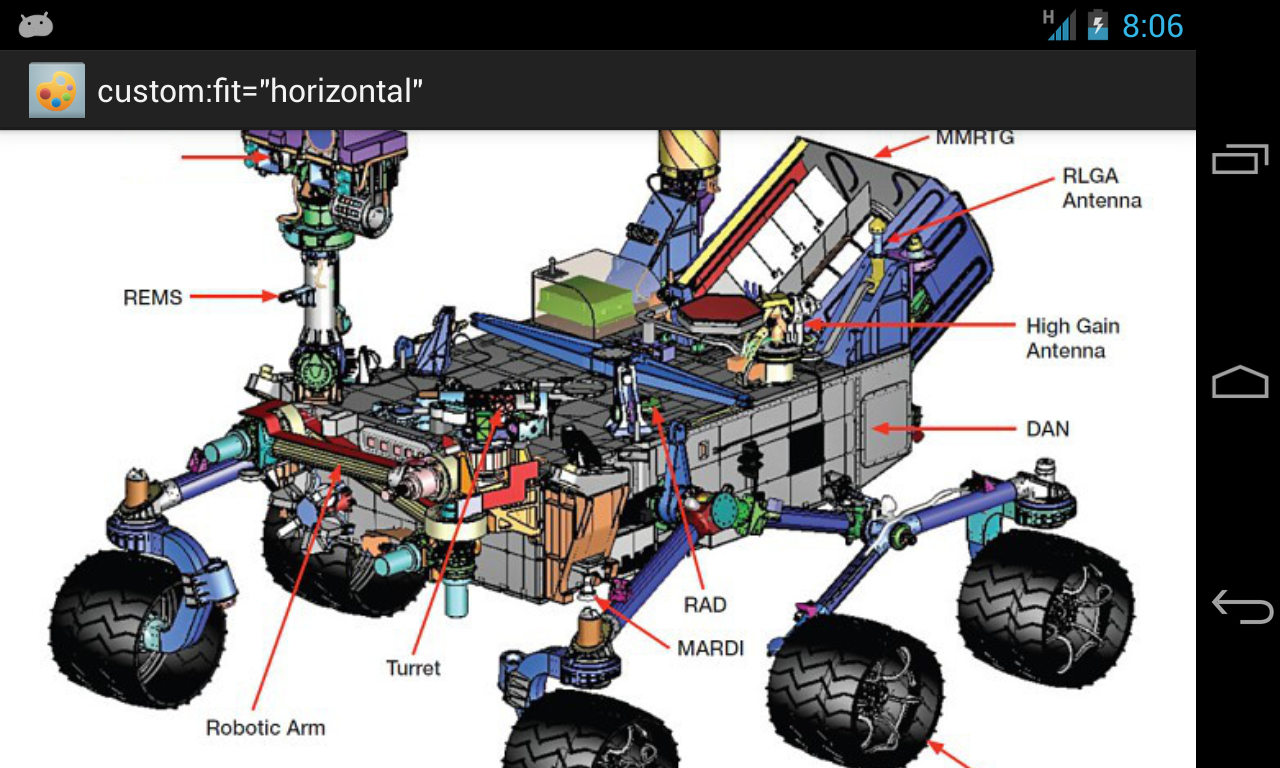 H
8:06
custom:fit="horizontal"
MMRTG
RLGA
Antenna
REMS
High Gain
Antenna
DAN
RAD
MARDI
Turret
Robotic Arm